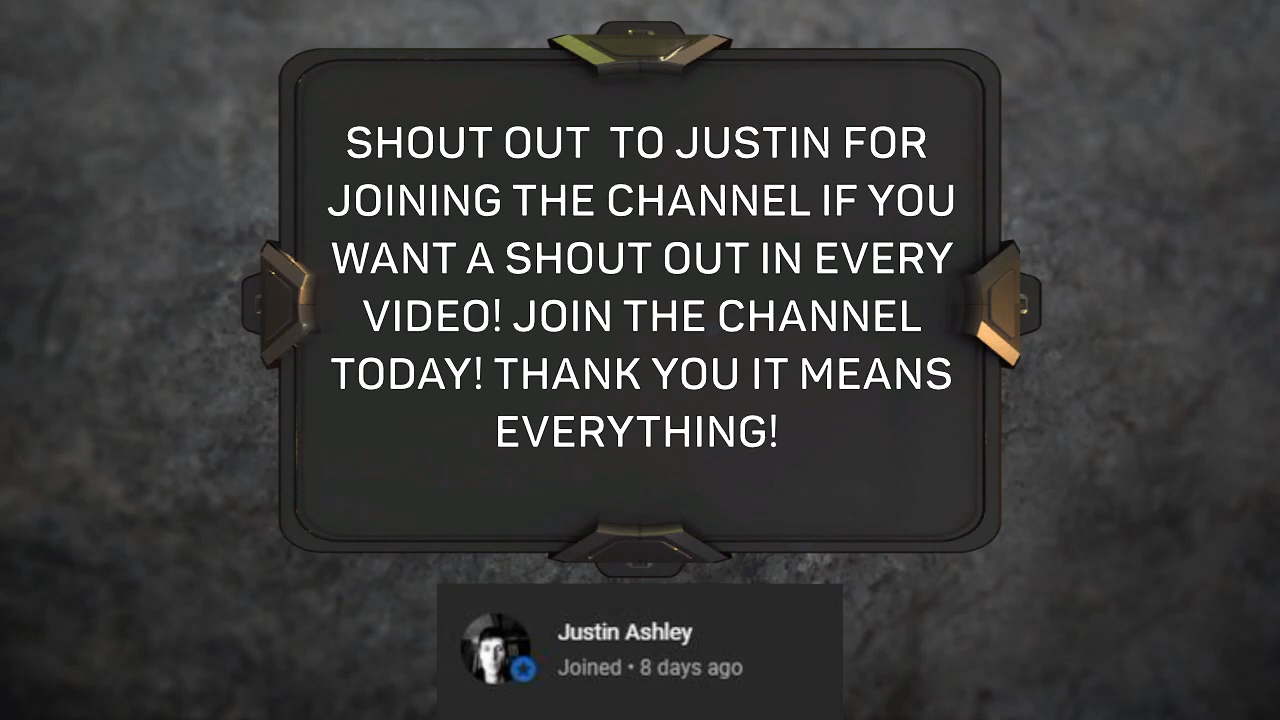 SHOUT OUT  TO JUSTIN FOR
JOINING THE CHANNEL IF YOU
WANT A SHOUT OUT IN EVERY
VIDEO! JOIN THE CHANNEL
TODAY! THANK YOU IT MEANS
EVERYTHING!
Justin Ashley
Joined • 8 days ago